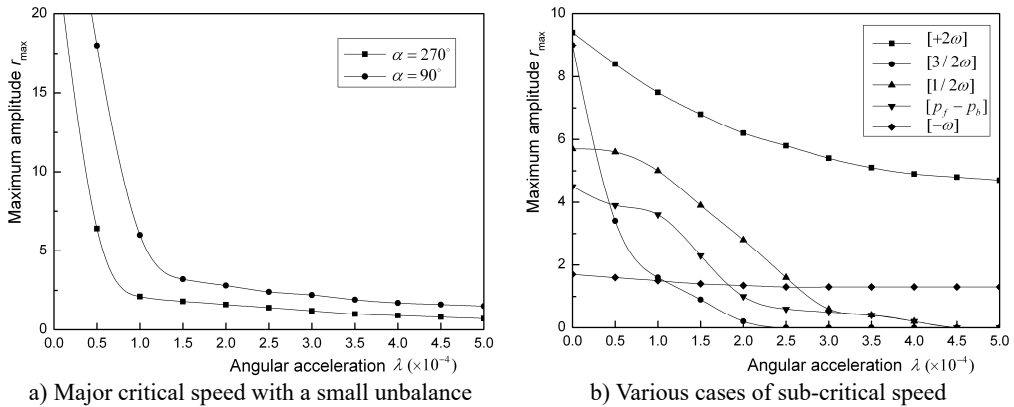 20
15
10
5
0
Maximum amplitude r_max
α = 270°
α = 90°
0.0 0.5 1.0 1.5 2.0 2.5 3.0 3.5 4.0 4.5 5.0
Angular acceleration λ (×10⁻⁴)
a) Major critical speed with a small unbalance
10
8
6
4
2
0
Maximum amplitude r_max
[+2ω]
[3/2ω]
[1/2ω]
[p_f − p_b]
[−ω]
0.0 0.5 1.0 1.5 2.0 2.5 3.0 3.5 4.0 4.5 5.0
Angular acceleration λ (×10⁻⁴)
b) Various cases of sub-critical speed